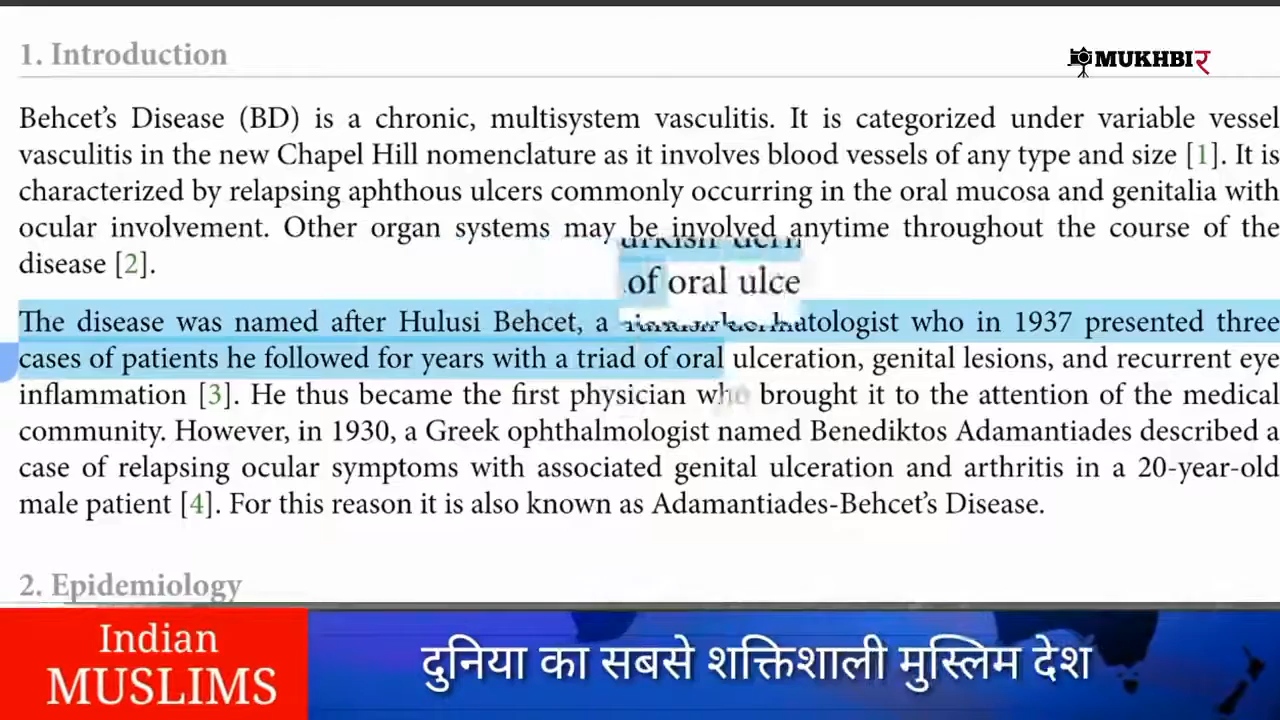 1. Introduction
MUKHBIर
Behcet's Disease (BD) is a chronic, multisystem vasculitis. It is categorized under variable vessel
vasculitis in the new Chapel Hill nomenclature as it involves blood vessels of any type and size [1]. It is
characterized by relapsing aphthous ulcers commonly occurring in the oral mucosa and genitalia with
ocular involvement. Other organ systems may be involved anytime throughout the course of the
disease [2].
of oral ulce
The disease was named after Hulusi Behcet, a who in 1937 presented three
cases of patients he followed for years with a triad of oral ulceration, genital lesions, and recurrent eye
inflammation [3]. He thus became the first physician who brought it to the attention of the medical
community. However, in 1930, a Greek ophthalmologist named Benediktos Adamantiades described a
case of relapsing ocular symptoms with associated genital ulceration and arthritis in a 20-year-old
male patient [4]. For this reason it is also known as Adamantiades-Behcet's Disease.
2. Epidemiology
Indian
MUSLIMS
दुनिया का सबसे शक्तिशाली मुस्लिम देश